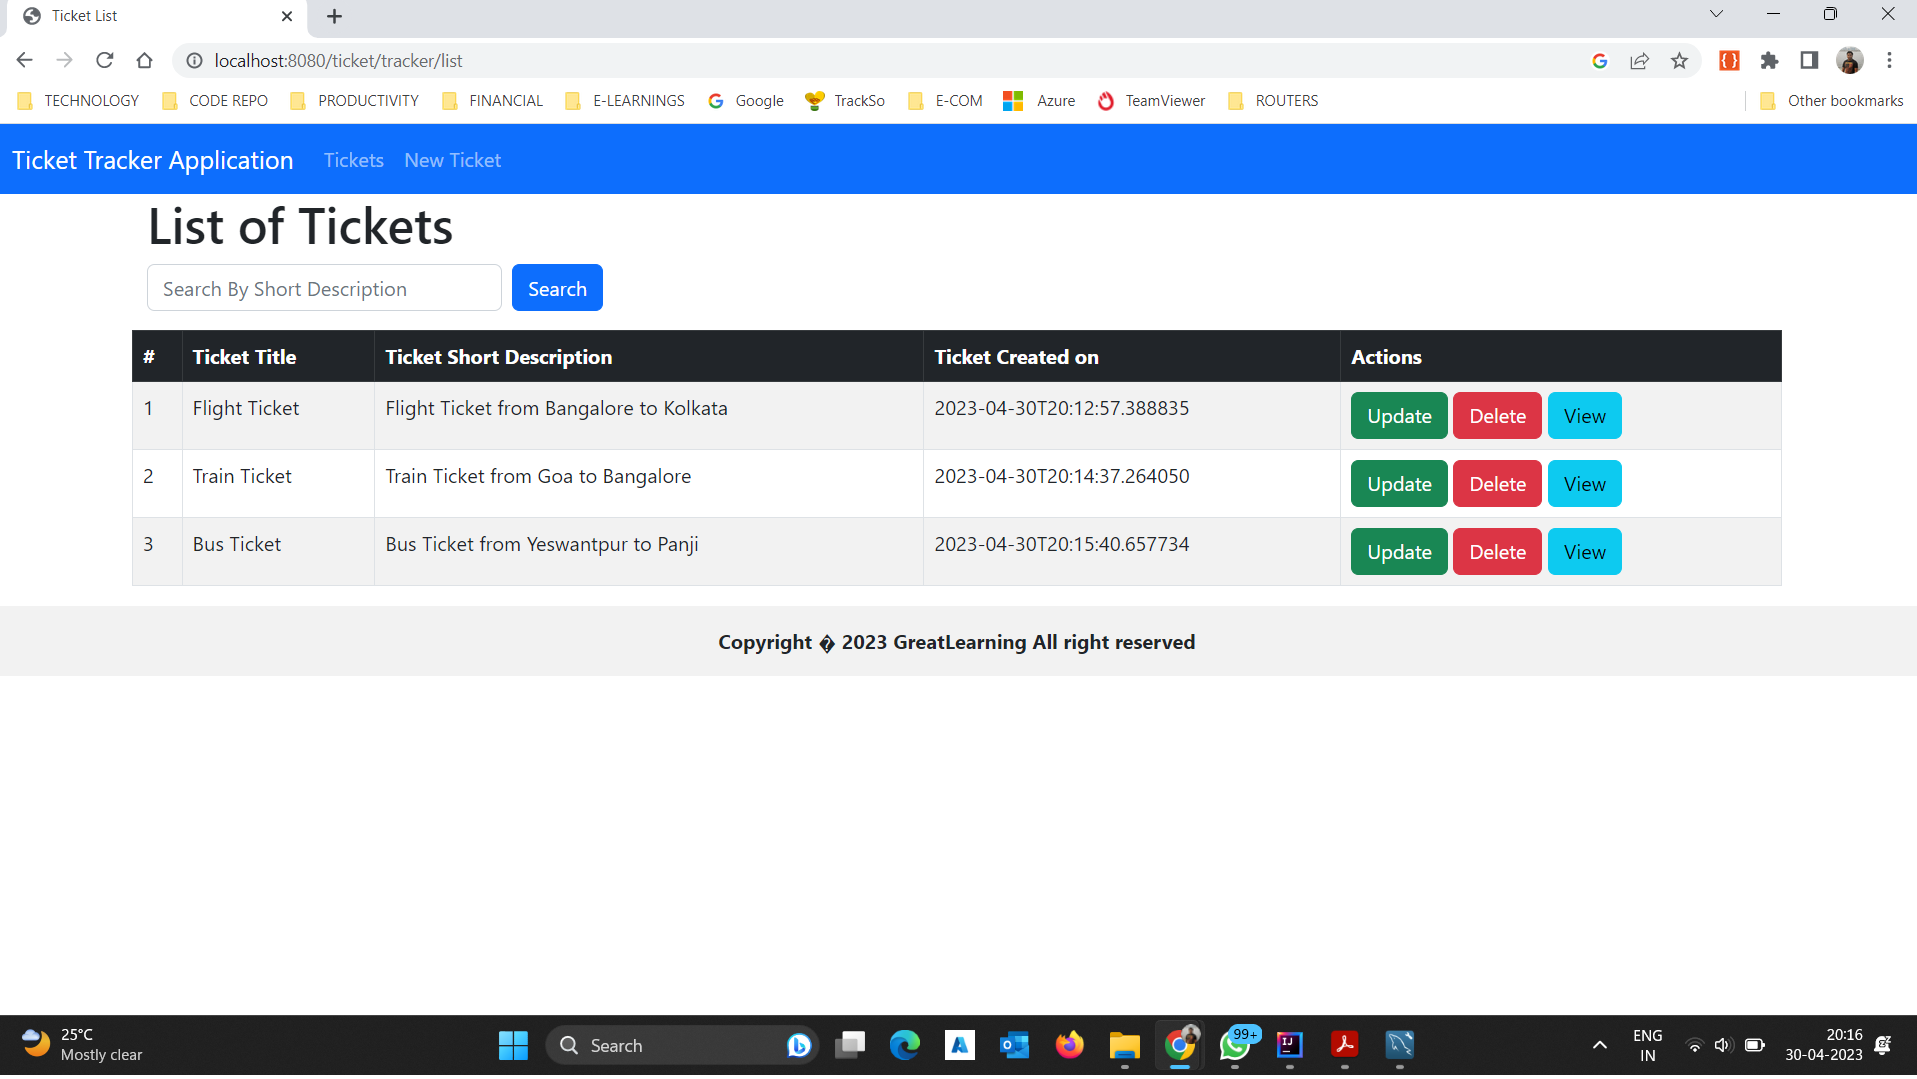 Ticket List
localhost:8080/ticket/tracker/list
TECHNOLOGY CODE REPO PRODUCTIVITY FINANCIAL E-LEARNINGS Google TrackSo E-COM Azure TeamViewer ROUTERS Other bookmarks
Ticket Tracker Application Tickets New Ticket
List of Tickets
Search By Short Description Search
# Ticket Title Ticket Short Description Ticket Created on Actions
1 Flight Ticket Flight Ticket from Bangalore to Kolkata 2023-04-30T20:12:57.388835 Update Delete View
2 Train Ticket Train Ticket from Goa to Bangalore 2023-04-30T20:14:37.264050 Update Delete View
3 Bus Ticket Bus Ticket from Yeswantpur to Panji 2023-04-30T20:15:40.657734 Update Delete View
Copyright � 2023 GreatLearning All right reserved
25°C
Mostly clear
Search
99+
ENG
IN
20:16
30-04-2023